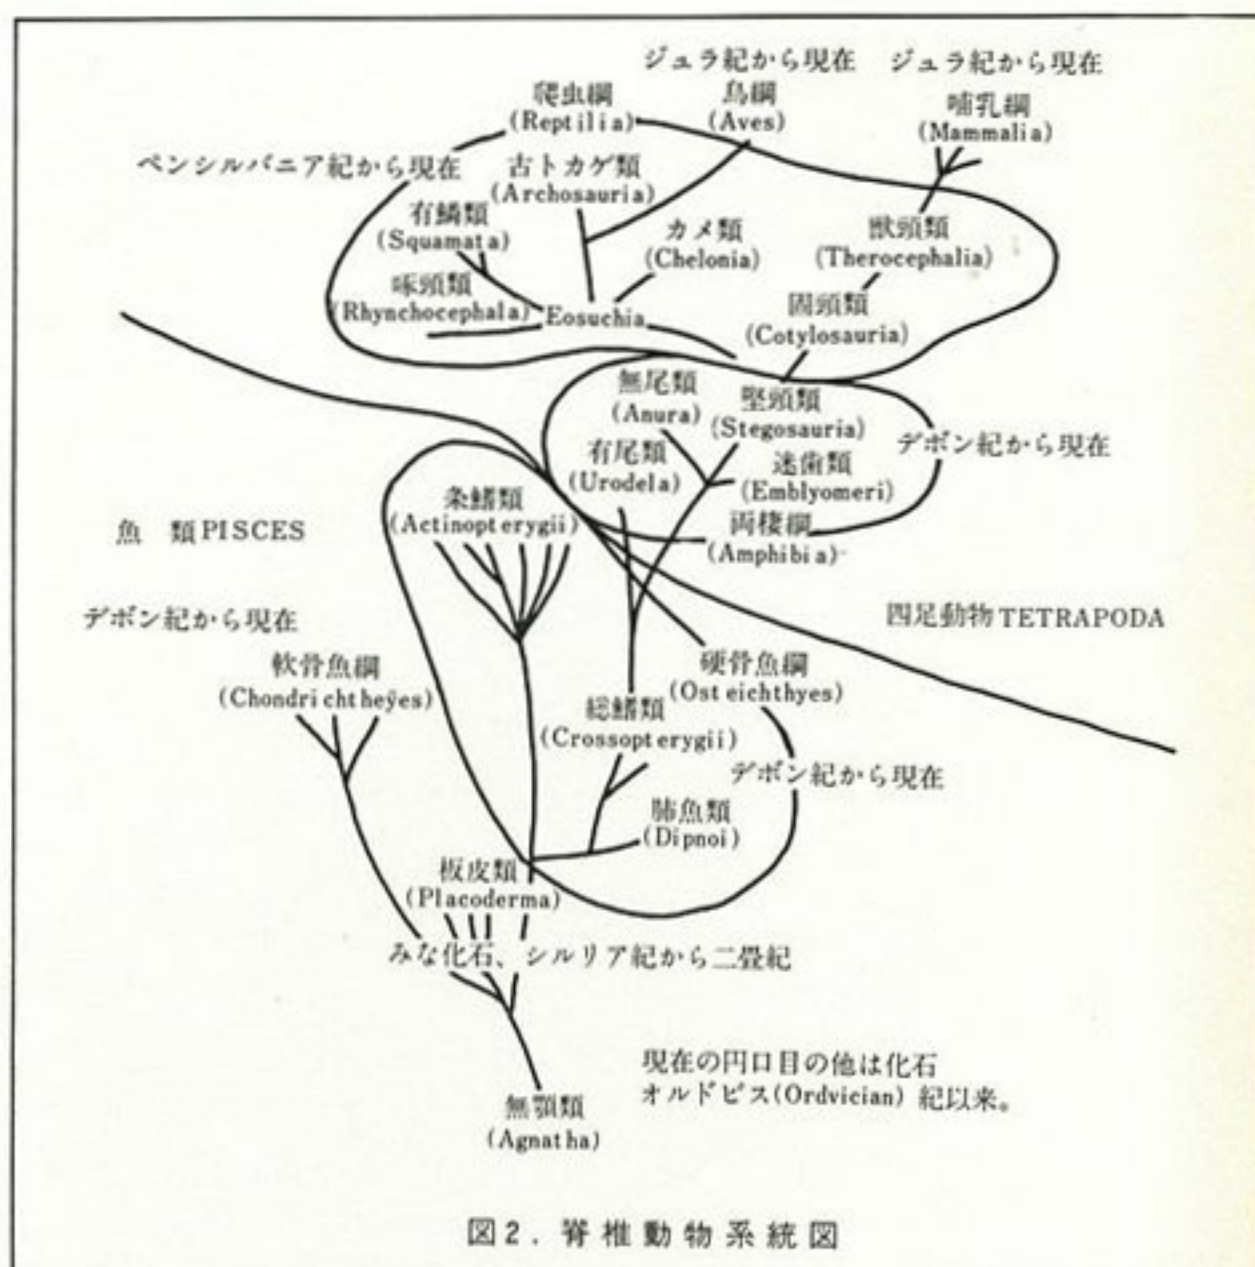 ジュラ紀から現在
ジュラ紀から現在
爬虫綱
(Reptilia)
鳥綱
(Aves)
哺乳綱
(Mammalia)
ペンシルバニア紀から現在
古トカゲ類
(Archosauria)
有鱗類
(Squamata)
カメ類
(Chelonia)
獣頭類
(Therocephalia)
喙頭類
(Rhynchocephala)
Eosuchia
固頭類
(Cotylosauria)
無尾類
(Anura)
堅頭類
(Stegosauria)
デボン紀から現在
有尾類
(Urodela)
迷歯類
(Emblyomeri)
条鰭類
(Actinopterygii)
両棲綱
(Amphibia)
魚 類PISCES
四足動物TETRAPODA
デボン紀から現在
軟骨魚綱
(Chondrichtheyes)
硬骨魚綱
(Osteichthyes)
総鰭類
(Crossopterygii)
デボン紀から現在
肺魚類
(Dipnoi)
板皮類
(Placoderma)
みな化石、シルリア紀から二畳紀
現在の円口目の他は化石
オルドビス(Ordvician) 紀以来。
無顎類
(Agnatha)
図2. 脊椎動物系統図